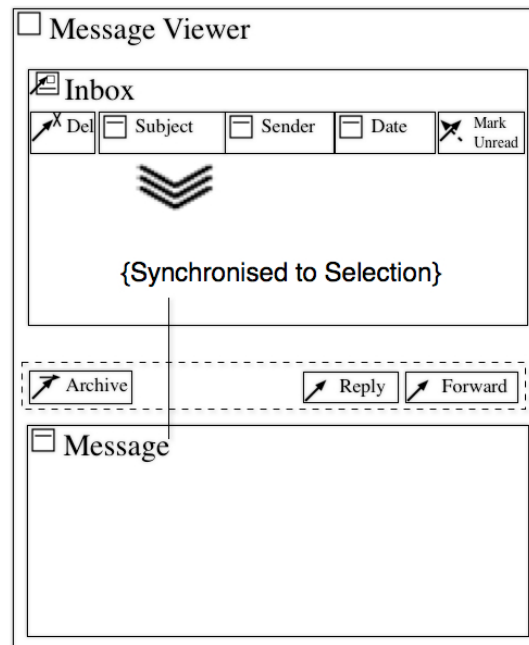 Message Viewer
Inbox
Del Subject Sender Date Mark
Unread
{Synchronised to Selection}
Archive Reply Forward
Message